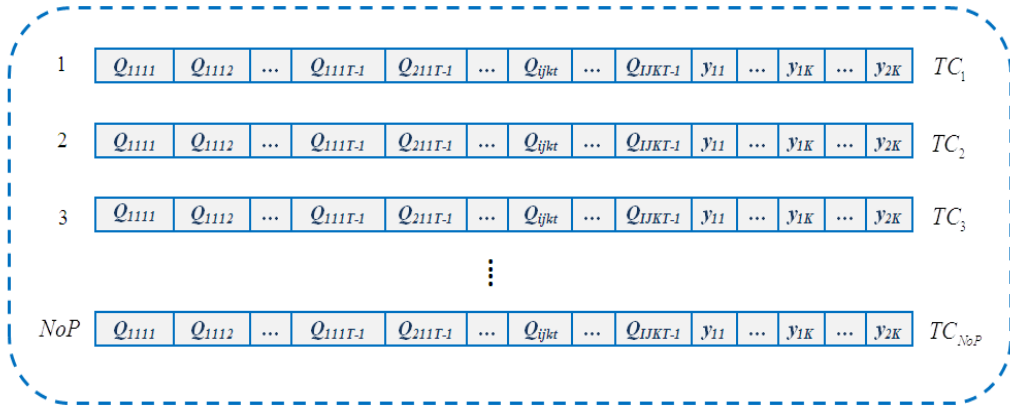 1 Q1111 Q1112 ... Q111T-1 Q211T-1 ... Qijkt ... QIJKT-1 y11 ... y1K ... y2K TC1
2 Q1111 Q1112 ... Q111T-1 Q211T-1 ... Qijkt ... QIJKT-1 y11 ... y1K ... y2K TC2
3 Q1111 Q1112 ... Q111T-1 Q211T-1 ... Qijkt ... QIJKT-1 y11 ... y1K ... y2K TC3
⋮
NoP Q1111 Q1112 ... Q111T-1 Q211T-1 ... Qijkt ... QIJKT-1 y11 ... y1K ... y2K TCNoP